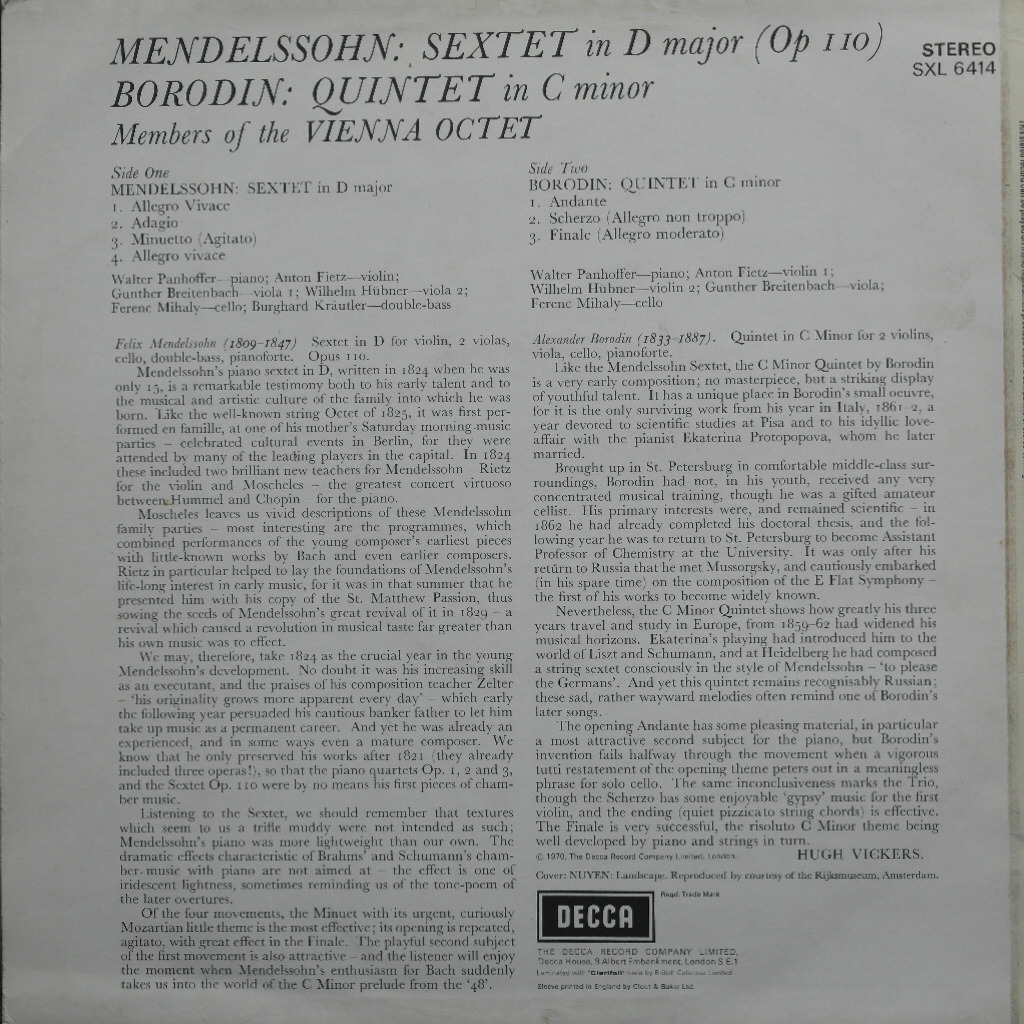 MENDELSSOHN: SEXTET in D major (Op 110)
BORODIN: QUINTET in C minor
Members of the VIENNA OCTET
STEREO
SXL 6414
Side One
MENDELSSOHN: SEXTET in D major
1. Allegro Vivace
2. Adagio
3. Minuetto (Agitato)
4. Allegro vivace
Walter Panhoffer—piano; Anton Fietz—violin;
Gunther Breitenbach—viola 1; Wilhelm Hübner—viola 2;
Ferenc Mihaly—cello; Burghard Kräutler—double-bass
Felix Mendelssohn (1809-1847) Sextet in D for violin, 2 violas,
cello, double-bass, pianoforte. Opus 110.
Mendelssohn's piano sextet in D, written in 1824 when he was
only 15, is a remarkable testimony both to his early talent and to
the musical and artistic culture of the family into which he was
born. Like the well-known string Octet of 1825, it was first per-
formed en famille, at one of his mother's Saturday morning-music
parties – celebrated cultural events in Berlin, for they were
attended by many of the leading players in the capital. In 1824
these included two brilliant new teachers for Mendelssohn – Rietz
for the violin and Moscheles – the greatest concert virtuoso
between Hummel and Chopin – for the piano.
Moscheles leaves us vivid descriptions of these Mendelssohn
family parties – most interesting are the programmes, which
combined performances of the young composer's earliest pieces
with little-known works by Bach and even earlier composers.
Rietz in particular helped to lay the foundations of Mendelssohn's
life-long interest in early music, for it was in that summer that he
presented him with his copy of the St. Matthew Passion, thus
sowing the seeds of Mendelssohn's great revival of it in 1829 – a
revival which caused a revolution in musical taste far greater than
his own music was to effect.
We may, therefore, take 1824 as the crucial year in the young
Mendelssohn's development. No doubt it was his increasing skill
as an executant, and the praises of his composition teacher Zelter
– 'his originality grows more apparent every day' – which early
the following year persuaded his cautious banker father to let him
take up music as a permanent career. And yet he was already an
experienced, and in some ways even a mature composer. We
know that he only preserved his works after 1821 (they already
included three operas!), so that the piano quartets Op. 1, 2 and 3,
and the Sextet Op. 110 were by no means his first pieces of cham-
ber music.
Listening to the Sextet, we should remember that textures
which seem to us a trifle muddy were not intended as such;
Mendelssohn's piano was more lightweight than our own. The
dramatic effects characteristic of Brahms' and Schumann's cham-
ber-music with piano are not aimed at – the effect is one of
iridescent lightness, sometimes reminding us of the tone-poem of
the later overtures.
Of the four movements, the Minuet with its urgent, curiously
Mozartian little theme is the most effective; its opening is repeated,
agitato, with great effect in the Finale. The playful second subject
of the first movement is also attractive – and the listener will enjoy
the moment when Mendelssohn's enthusiasm for Bach suddenly
takes us into the world of the C Minor prelude from the '48'.
Side Two
BORODIN: QUINTET in C minor
1. Andante
2. Scherzo (Allegro non troppo)
3. Finale (Allegro moderato)
Walter Panhoffer—piano; Anton Fietz—violin 1;
Wilhelm Hübner—violin 2; Gunther Breitenbach—viola;
Ferenc Mihaly—cello
Alexander Borodin (1833-1887). Quintet in C Minor for 2 violins,
viola, cello, pianoforte.
Like the Mendelssohn Sextet, the C Minor Quintet by Borodin
is a very early composition; no masterpiece, but a striking display
of youthful talent. It has a unique place in Borodin's small oeuvre,
for it is the only surviving work from his year in Italy, 1861-2, a
year devoted to scientific studies at Pisa and to his idyllic love-
affair with the pianist Ekaterina Protopopova, whom he later
married.
Brought up in St. Petersburg in comfortable middle-class sur-
roundings, Borodin had not, in his youth, received any very
concentrated musical training, though he was a gifted amateur
cellist. His primary interests were, and remained scientific – in
1862 he had already completed his doctoral thesis, and the fol-
lowing year he was to return to St. Petersburg to become Assistant
Professor of Chemistry at the University. It was only after his
return to Russia that he met Mussorgsky, and cautiously embarked
(in his spare time) on the composition of the E Flat Symphony –
the first of his works to become widely known.
Nevertheless, the C Minor Quintet shows how greatly his three
years travel and study in Europe, from 1859-62 had widened his
musical horizons. Ekaterina's playing had introduced him to the
world of Liszt and Schumann, and at Heidelberg he had composed
a string sextet consciously in the style of Mendelssohn – 'to please
the Germans'. And yet this quintet remains recognisably Russian;
these sad, rather wayward melodies often remind one of Borodin's
later songs.
The opening Andante has some pleasing material, in particular
a most attractive second subject for the piano, but Borodin's
invention fails halfway through the movement when a vigorous
tutti restatement of the opening theme peters out in a meaningless
phrase for solo cello. The same inconclusiveness marks the Trio,
though the Scherzo has some enjoyable 'gypsy' music for the first
violin, and the ending (quiet pizzicato string chords) is effective.
The Finale is very successful, the risoluto C Minor theme being
well developed by piano and strings in turn.
© 1970, The Decca Record Company Limited, London.
HUGH VICKERS.
Cover: NUYEN: Landscape. Reproduced by courtesy of the Rijksmuseum, Amsterdam.
DECCA
Regd. Trade Mark
THE DECCA RECORD COMPANY LIMITED,
Decca House, 9 Albert Embankment, London S.E.1
Laminated with "Clarifoil" made by British Celanese Limited
Sleeve printed in England by Clout & Baker Ltd.